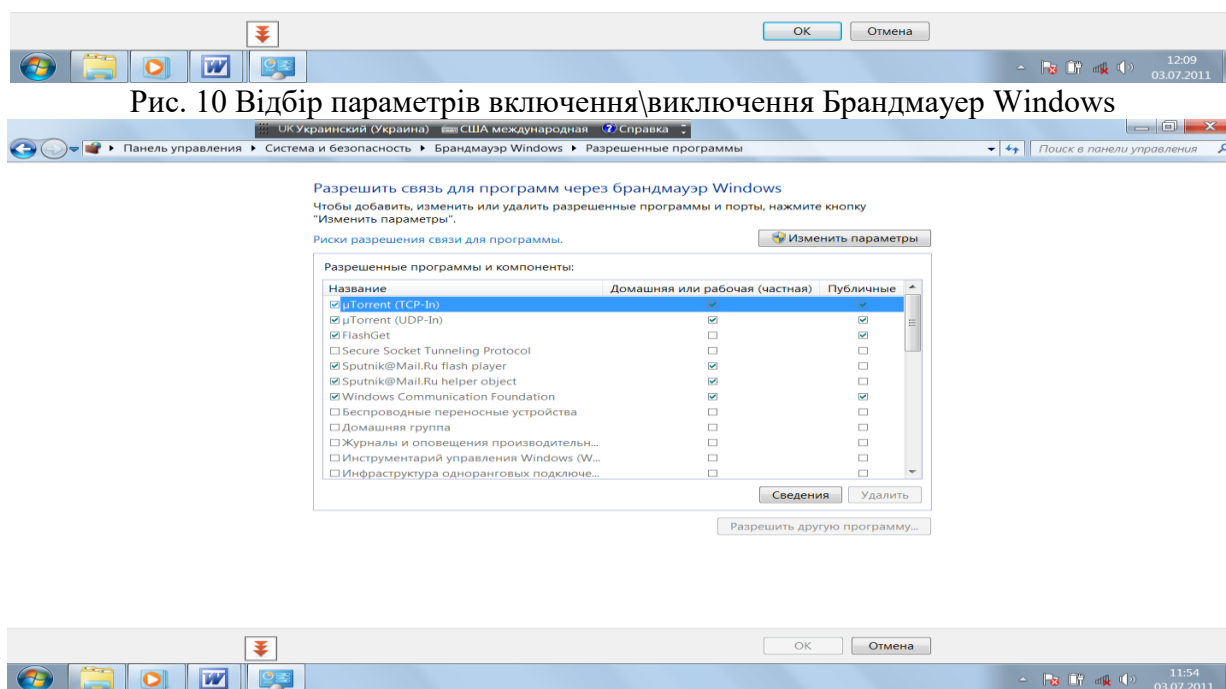 OK Отмена
12:09
03.07.2011
Рис. 10 Відбір параметрів включення\виключення Брандмауер Windows
UK Украинский (Украина) США международная Справка
Панель управления Система и безопасность Брандмауэр Windows Разрешенные программы Поиск в панели управления
Разрешить связь для программ через брандмауэр Windows
Чтобы добавить, изменить или удалить разрешенные программы и порты, нажмите кнопку
"Изменить параметры".
Риски разрешения связи для программы. Изменить параметры
Разрешенные программы и компоненты:
Название Домашняя или рабочая (частная) Публичные
µTorrent (TCP-In)
µTorrent (UDP-In)
FlashGet
Secure Socket Tunneling Protocol
Sputnik@Mail.Ru flash player
Sputnik@Mail.Ru helper object
Windows Communication Foundation
Беспроводные переносные устройства
Домашняя группа
Журналы и оповещения производительн...
Инструментарий управления Windows (W...
Инфраструктура одноранговых подключе...
Сведения Удалить
Разрешить другую программу...
OK Отмена
11:54
03.07.2011